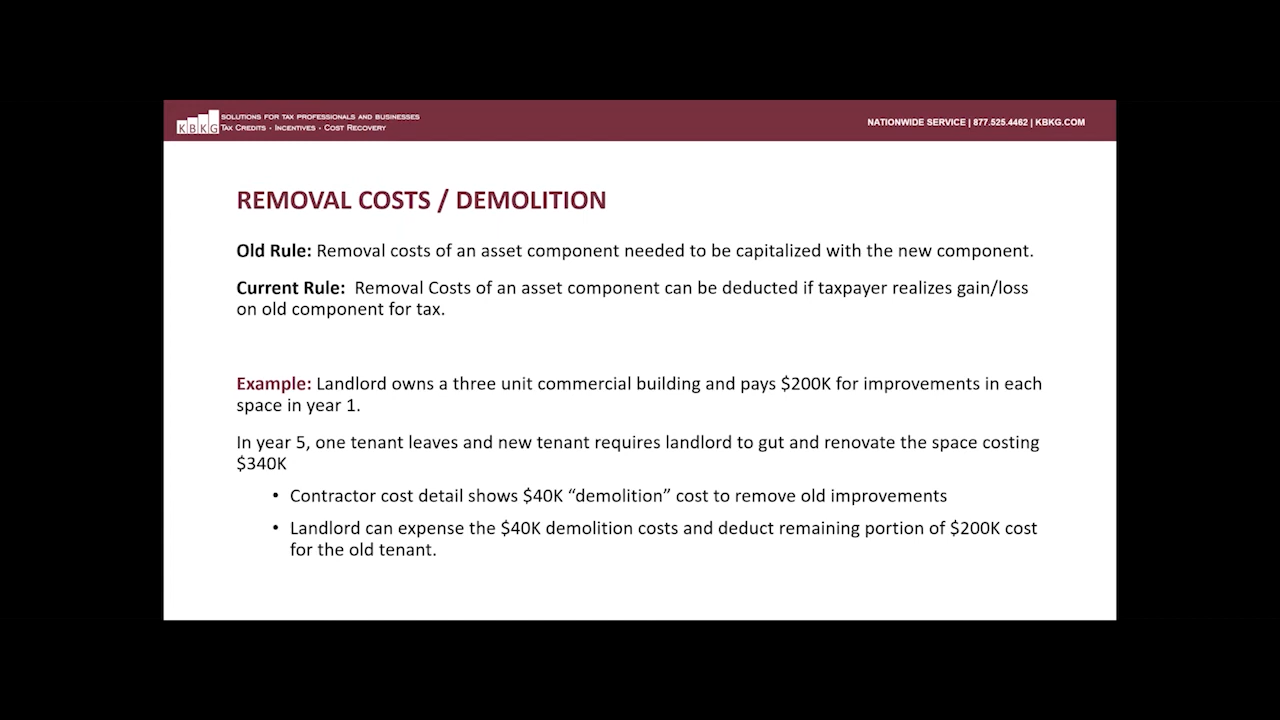 KBKG
SOLUTIONS FOR TAX PROFESSIONALS AND BUSINESSES
TAX CREDITS · INCENTIVES · COST RECOVERY
NATIONWIDE SERVICE | 877.525.4462 | KBKG.COM
REMOVAL COSTS / DEMOLITION
Old Rule: Removal costs of an asset component needed to be capitalized with the new component.
Current Rule: Removal Costs of an asset component can be deducted if taxpayer realizes gain/loss
on old component for tax.
Example: Landlord owns a three unit commercial building and pays $200K for improvements in each
space in year 1.
In year 5, one tenant leaves and new tenant requires landlord to gut and renovate the space costing
$340K
• Contractor cost detail shows $40K “demolition” cost to remove old improvements
• Landlord can expense the $40K demolition costs and deduct remaining portion of $200K cost
for the old tenant.